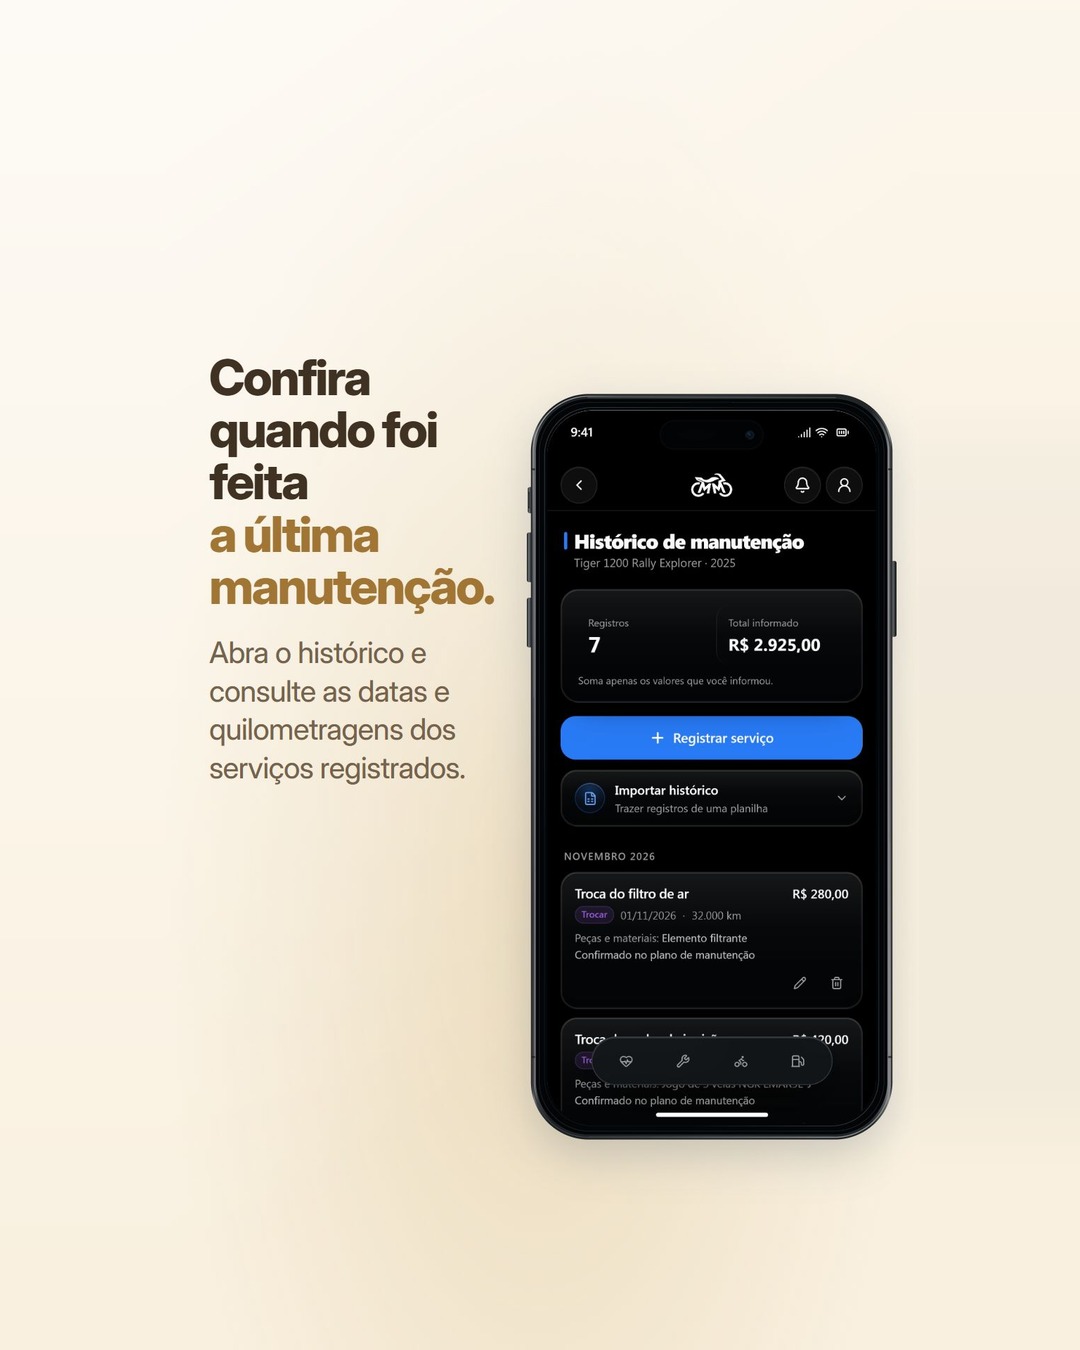 Confira
quando foi
feita
a última
manutenção.
Abra o histórico e
consulte as datas e
quilometragens dos
serviços registrados.
9:41
MM
Histórico de manutenção
Tiger 1200 Rally Explorer · 2025
Registros
7
Total informado
R$ 2.925,00
Soma apenas os valores que você informou.
+ Registrar serviço
Importar histórico
Trazer registros de uma planilha
NOVEMBRO 2026
Troca do filtro de ar R$ 280,00
Trocar 01/11/2026 · 32.000 km
Peças e materiais: Elemento filtrante
Confirmado no plano de manutenção
Confirmado no plano de manutenção